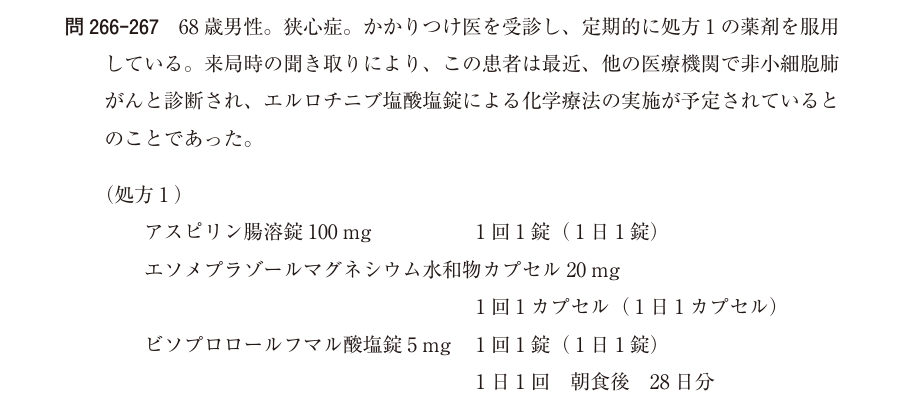 問 266−267 68 歳男性。狭心症。かかりつけ医を受診し、定期的に処方1の薬剤を服用
している。来局時の聞き取りにより、この患者は最近、他の医療機関で非小細胞肺
がんと診断され、エルロチニブ塩酸塩錠による化学療法の実施が予定されていると
のことであった。
（処方1）
アスピリン腸溶錠 100 mg 1回1錠（1日1錠）
エソメプラゾールマグネシウム水和物カプセル 20 mg
1回1カプセル（1日1カプセル）
ビソプロロールフマル酸塩錠 5 mg 1回1錠（1日1錠）
1日1回 朝食後 28日分